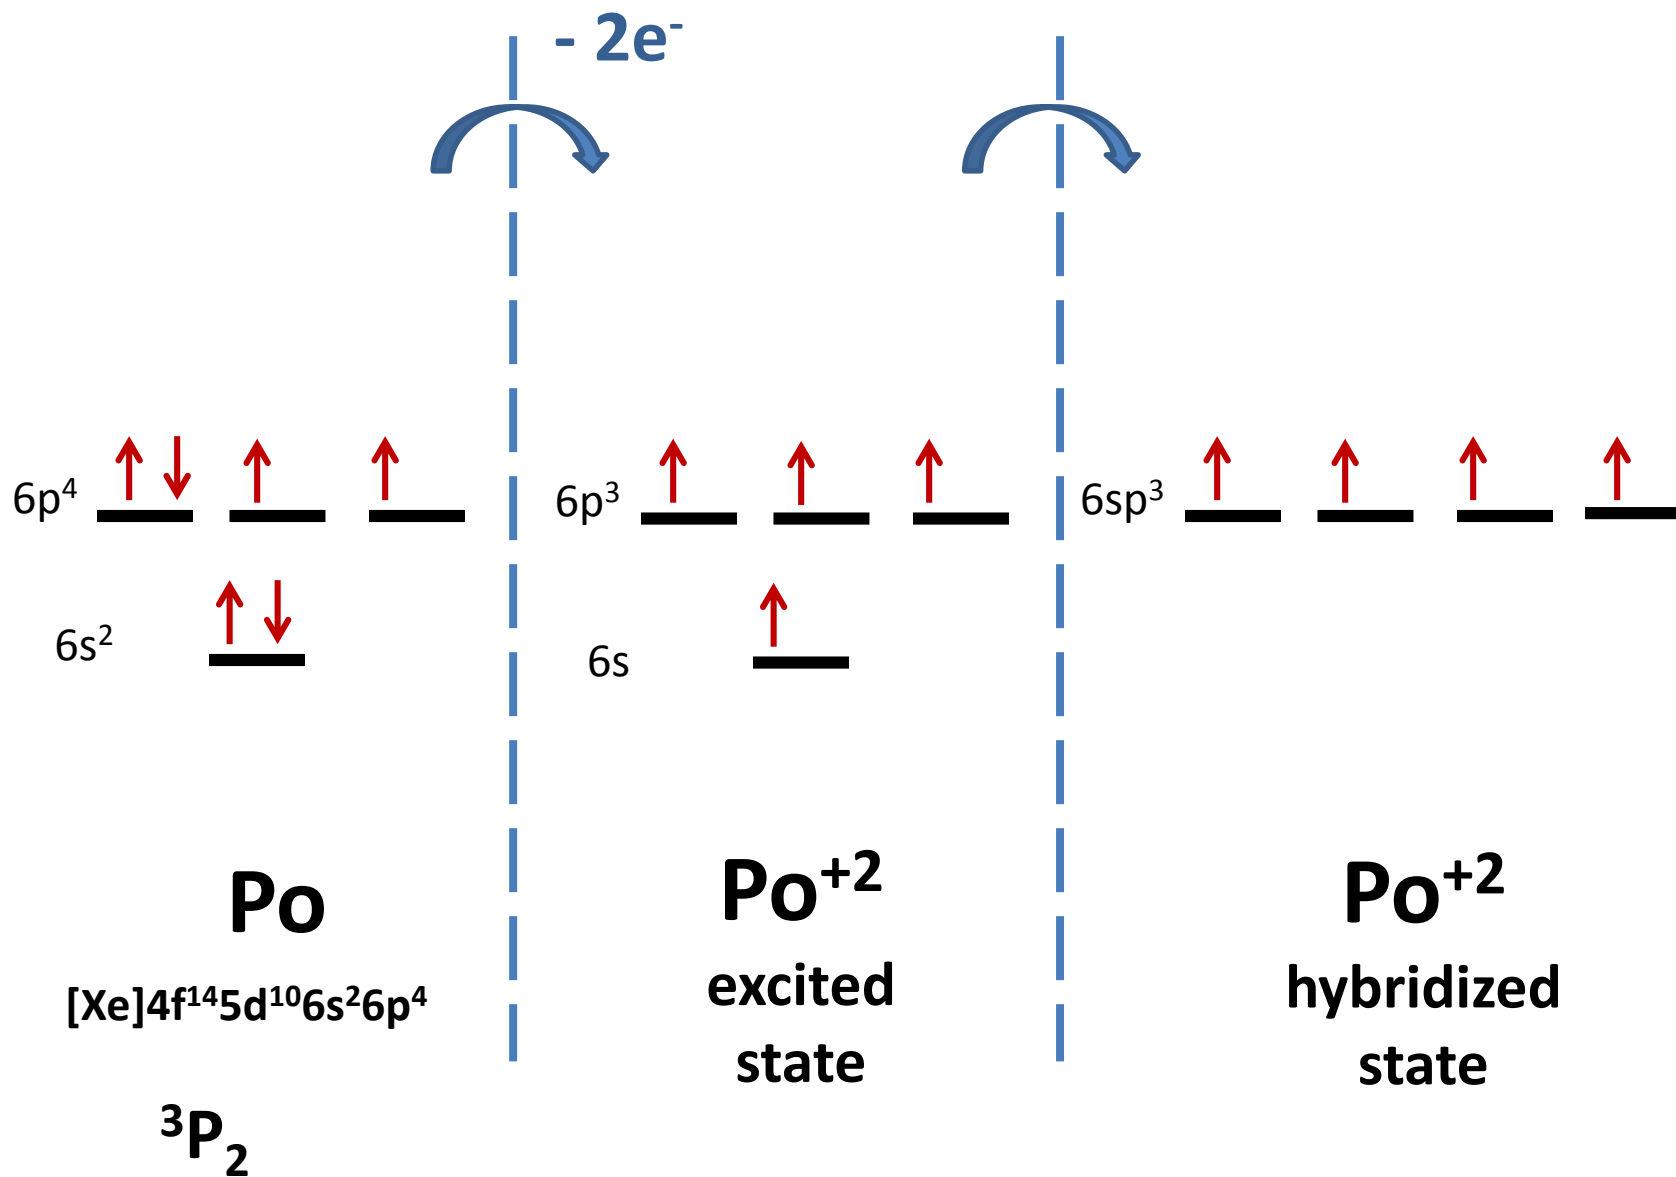 - 2e⁻
6p⁴
6p³
6sp³
6s²
6s
Po
[Xe]4f¹⁴5d¹⁰6s²6p⁴
³P₂
Po⁺²
excited
state
Po⁺²
hybridized
state